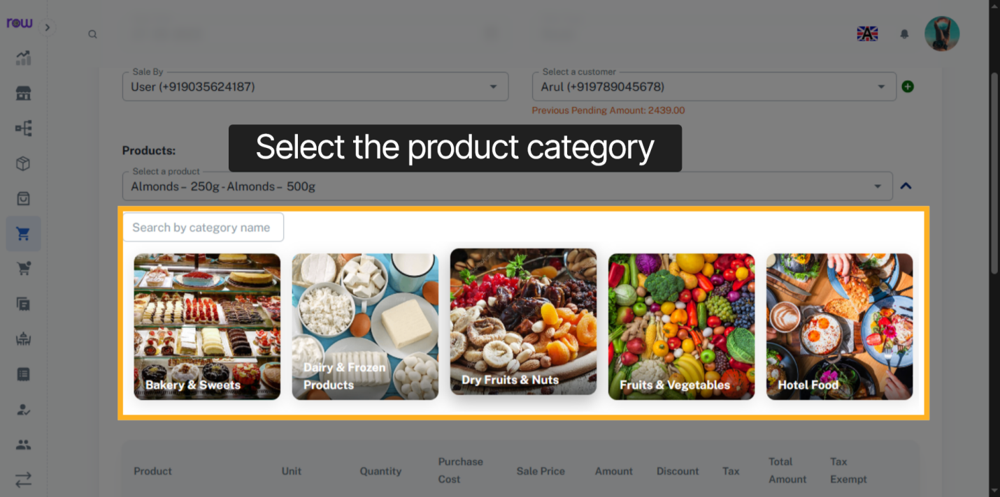 row
A
Sale By
User (+919035624187)
Select a customer
Arul (+919789045678)
Previous Pending Amount: 2439.00
Select the product category
Products:
Select a product
Almonds – 250g - Almonds – 500g
Search by category name
Bakery & Sweets
Dairy & Frozen
Products
Dry Fruits & Nuts
Fruits & Vegetables
Hotel Food
Product
Unit
Quantity
Purchase
Cost
Sale Price
Amount
Discount
Tax
Total
Amount
Tax
Exempt